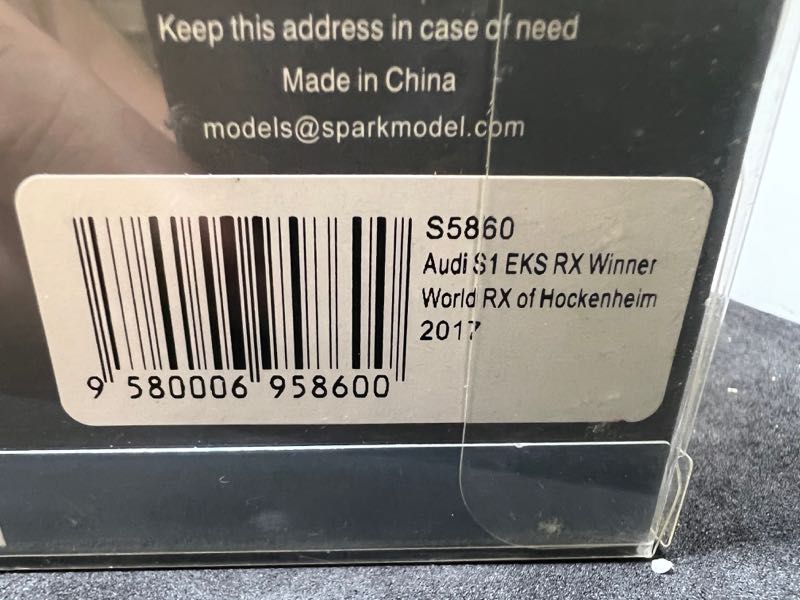 Keep this address in case of need
Made in China
models@sparkmodel.com
S5860
Audi S1 EKS RX Winner
World RX of Hockenheim
2017
9 580006 958600